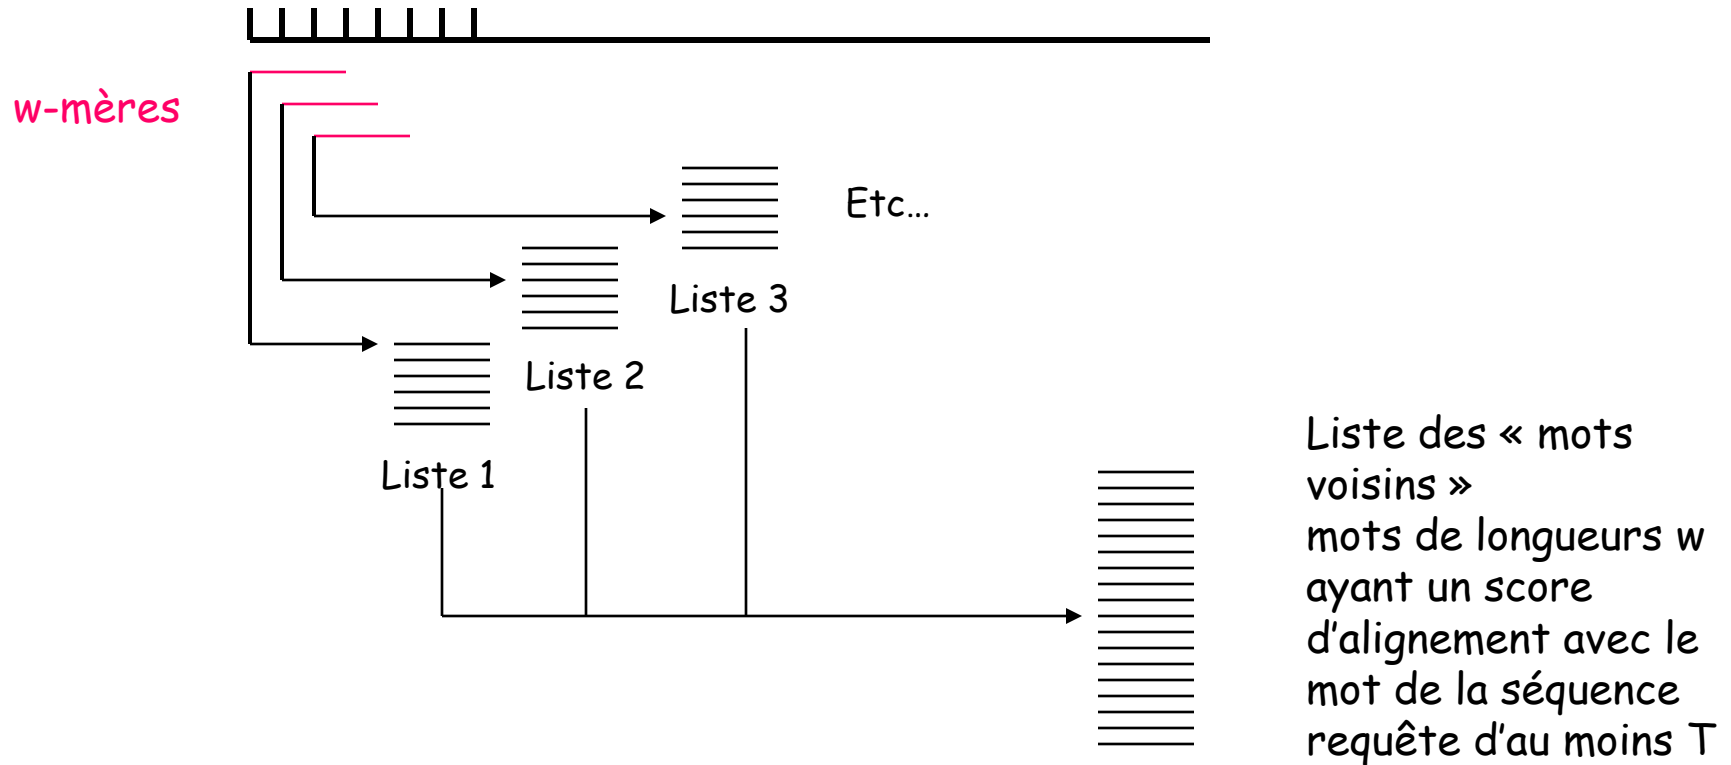 w-mères
Etc…
Liste 3
Liste 2
Liste 1
Liste des « mots
voisins »
mots de longueurs w
ayant un score
d’alignement avec le
mot de la séquence
requête d’au moins T